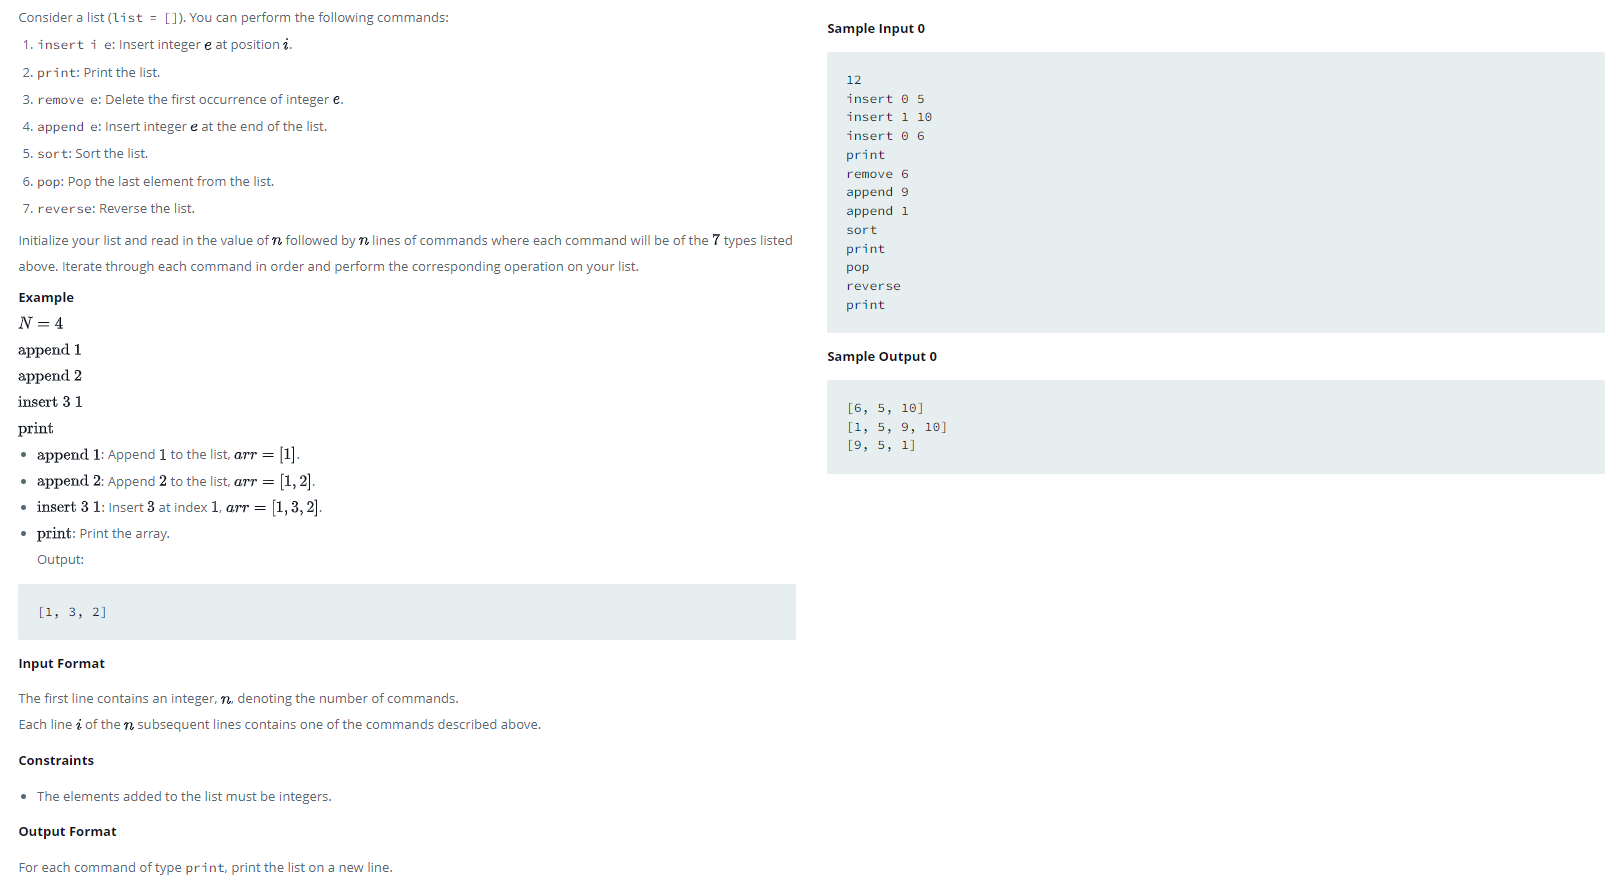 Consider a list (list = []). You can perform the following commands:
1. insert i e: Insert integer e at position i.
2. print: Print the list.
3. remove e: Delete the first occurrence of integer e.
4. append e: Insert integer e at the end of the list.
5. sort: Sort the list.
6. pop: Pop the last element from the list.
7. reverse: Reverse the list.
Initialize your list and read in the value of n followed by n lines of commands where each command will be of the 7 types listed
above. Iterate through each command in order and perform the corresponding operation on your list.
Example
N = 4
append 1
append 2
insert 3 1
print
• append 1: Append 1 to the list, arr = [1].
• append 2: Append 2 to the list, arr = [1, 2].
• insert 3 1: Insert 3 at index 1, arr = [1, 3, 2].
• print: Print the array.
Output:
[1, 3, 2]
Input Format
The first line contains an integer, n, denoting the number of commands.
Each line i of the n subsequent lines contains one of the commands described above.
Constraints
• The elements added to the list must be integers.
Output Format
For each command of type print, print the list on a new line.
Sample Input 0
12
insert 0 5
insert 1 10
insert 0 6
print
remove 6
append 9
append 1
sort
print
pop
reverse
print
Sample Output 0
[6, 5, 10]
[1, 5, 9, 10]
[9, 5, 1]